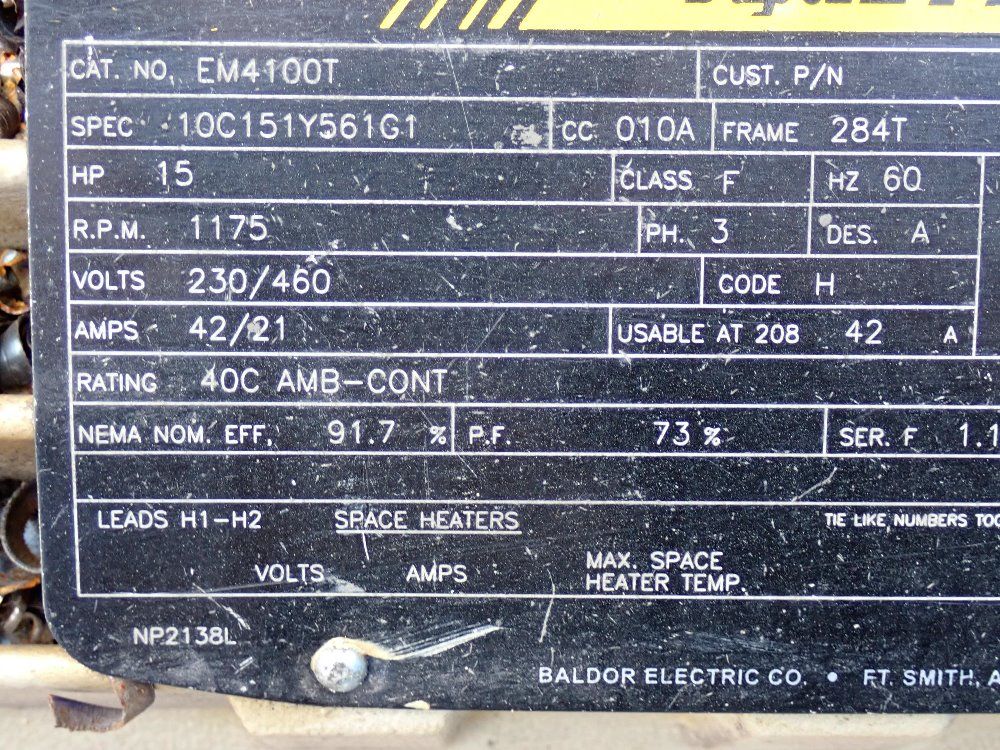 CAT. NO. EM4100T CUST. P/N
SPEC 10C151Y561G1 CC 010A FRAME 284T
HP 15 CLASS F HZ 60
R.P.M. 1175 PH. 3 DES. A
VOLTS 230/460 CODE H
AMPS 42/21 USABLE AT 208 42 A
RATING 40C AMB-CONT
NEMA NOM. EFF. 91.7 % P.F. 73 % SER. F 1.1
LEADS H1-H2 SPACE HEATERS TIE LIKE NUMBERS TOG
VOLTS AMPS MAX. SPACE
HEATER TEMP.
NP2138L
BALDOR ELECTRIC CO. • FT. SMITH, A